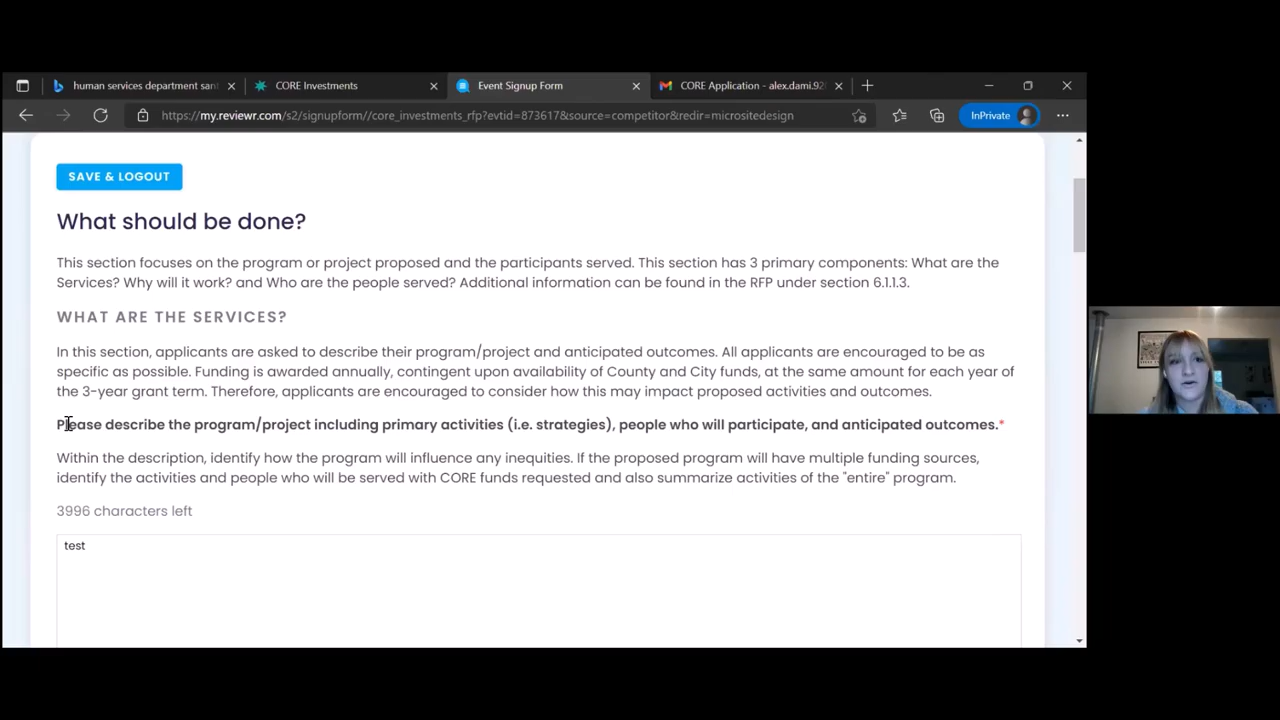 human services department sant
CORE Investments
Event Signup Form
CORE Application - alex.dami.92
https://my.reviewr.com/s2/signupform//core_investments_rfp?evtid=873617&source=competitor&redir=micrositedesign
InPrivate
SAVE & LOGOUT
What should be done?
This section focuses on the program or project proposed and the participants served. This section has 3 primary components: What are the
Services? Why will it work? and Who are the people served? Additional information can be found in the RFP under section 6.1.1.3.
WHAT ARE THE SERVICES?
In this section, applicants are asked to describe their program/project and anticipated outcomes. All applicants are encouraged to be as
specific as possible. Funding is awarded annually, contingent upon availability of County and City funds, at the same amount for each year of
the 3-year grant term. Therefore, applicants are encouraged to consider how this may impact proposed activities and outcomes.
Please describe the program/project including primary activities (i.e. strategies), people who will participate, and anticipated outcomes.*
Within the description, identify how the program will influence any inequities. If the proposed program will have multiple funding sources,
identify the activities and people who will be served with CORE funds requested and also summarize activities of the "entire" program.
3996 characters left
test